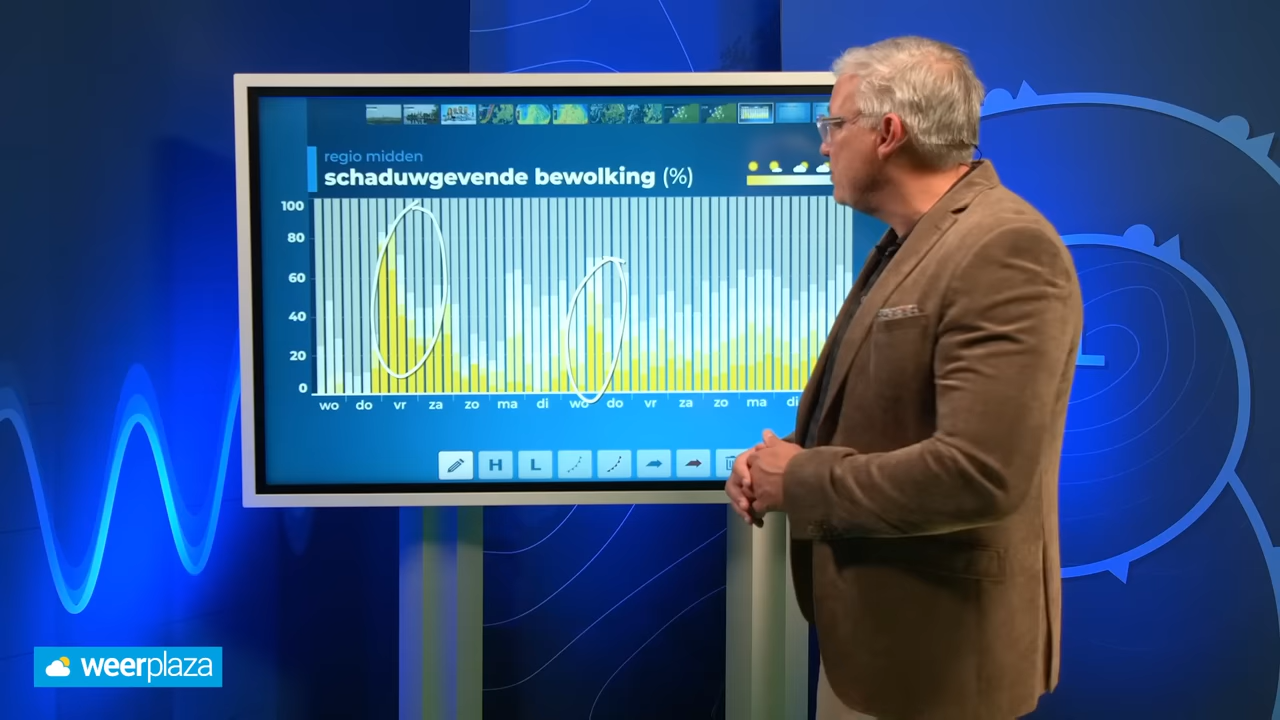 regio midden
schaduwgevende bewolking (%)
100
80
60
40
20
0
wo do vr za zo ma di wo do vr za zo ma di
H L
weerplaza